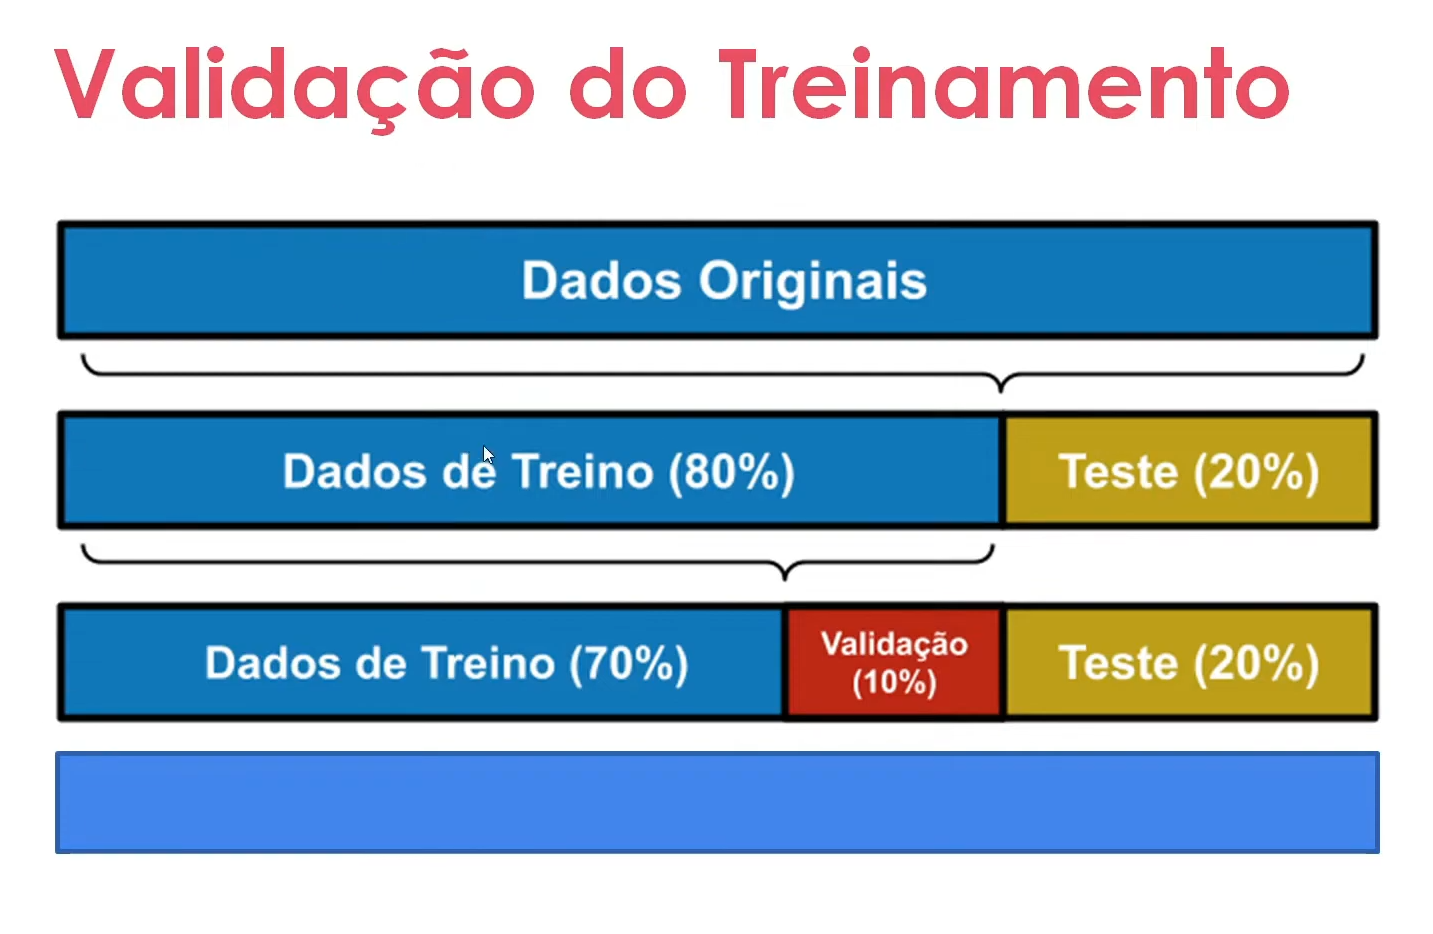 Validação do Treinamento
Dados Originais
Dados de Treino (80%)
Teste (20%)
Dados de Treino (70%)
Validação
(10%)
Teste (20%)